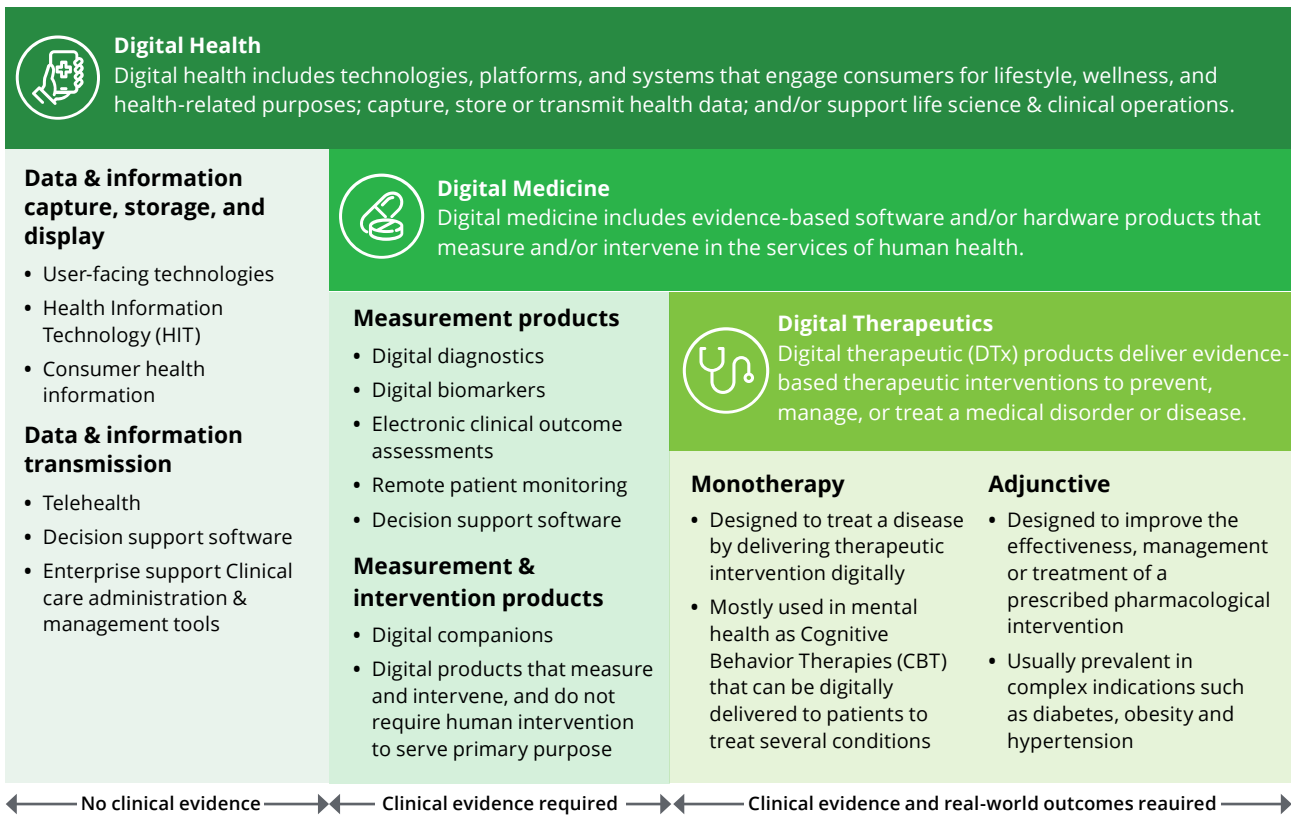 Digital Health
Digital health includes technologies, platforms, and systems that engage consumers for lifestyle, wellness, and
health-related purposes; capture, store or transmit health data; and/or support life science & clinical operations.
Data & information
capture, storage, and
display
• User-facing technologies
• Health Information
Technology (HIT)
• Consumer health
information
Data & information
transmission
• Telehealth
• Decision support software
• Enterprise support Clinical
care administration &
management tools
Digital Medicine
Digital medicine includes evidence-based software and/or hardware products that
measure and/or intervene in the services of human health.
Measurement products
• Digital diagnostics
• Digital biomarkers
• Electronic clinical outcome
assessments
• Remote patient monitoring
• Decision support software
Measurement &
intervention products
• Digital companions
• Digital products that measure
and intervene, and do not
require human intervention
to serve primary purpose
Digital Therapeutics
Digital therapeutic (DTx) products deliver evidence-
based therapeutic interventions to prevent,
manage, or treat a medical disorder or disease.
Monotherapy
• Designed to treat a disease
by delivering therapeutic
intervention digitally
• Mostly used in mental
health as Cognitive
Behavior Therapies (CBT)
that can be digitally
delivered to patients to
treat several conditions
Adjunctive
• Designed to improve the
effectiveness, management
or treatment of a
prescribed pharmacological
intervention
• Usually prevalent in
complex indications such
as diabetes, obesity and
hypertension
No clinical evidence
Clinical evidence required
Clinical evidence and real-world outcomes reauired